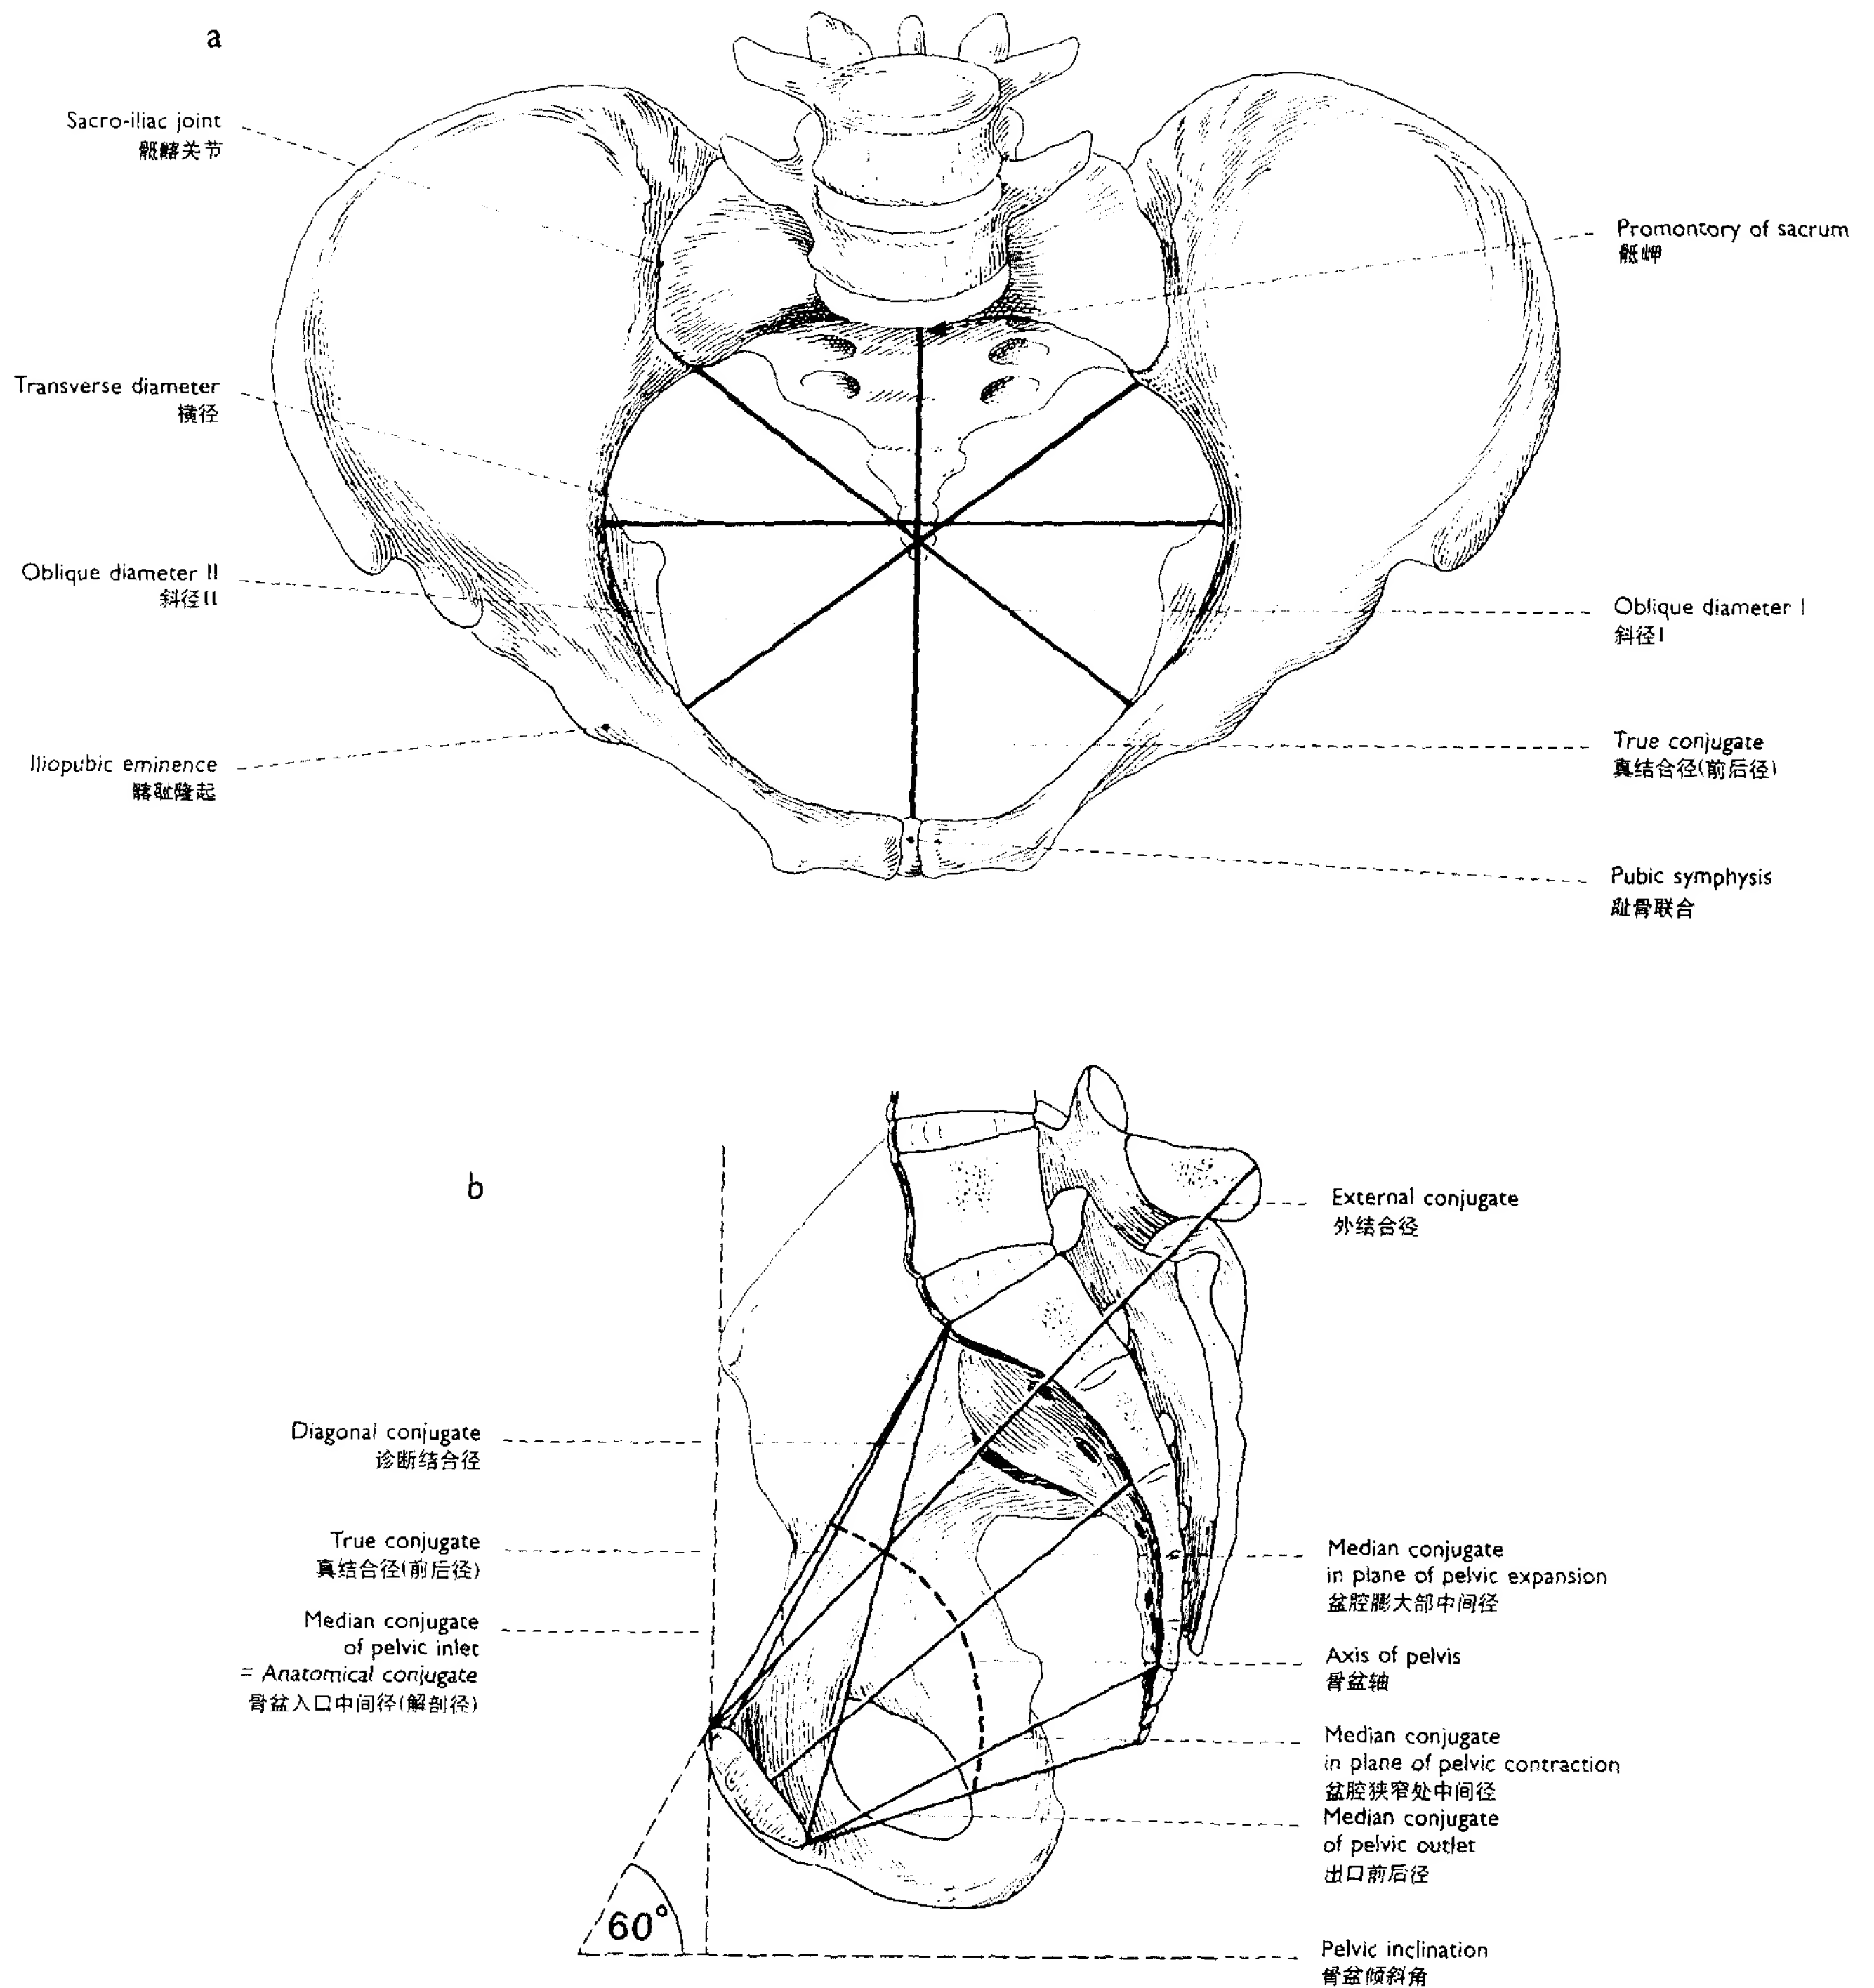 a
Sacro-iliac joint
骶髂关节
Promontory of sacrum
骶岬
Transverse diameter
横径
Oblique diameter II
斜径II
Oblique diameter I
斜径I
True conjugate
真结合径(前后径)
Iliopubic eminence
髂耻隆起
Pubic symphysis
耻骨联合
b
External conjugate
外结合径
Diagonal conjugate
诊断结合径
True conjugate
真结合径(前后径)
Median conjugate
of pelvic inlet
= Anatomical conjugate
骨盆入口中间径(解剖径)
Median conjugate
in plane of pelvic expansion
盆腔膨大部中间径
Axis of pelvis
骨盆轴
Median conjugate
in plane of pelvic contraction
盆腔狭窄处中间径
Median conjugate
of pelvic outlet
出口前后径
60°
Pelvic inclination
骨盆倾斜角